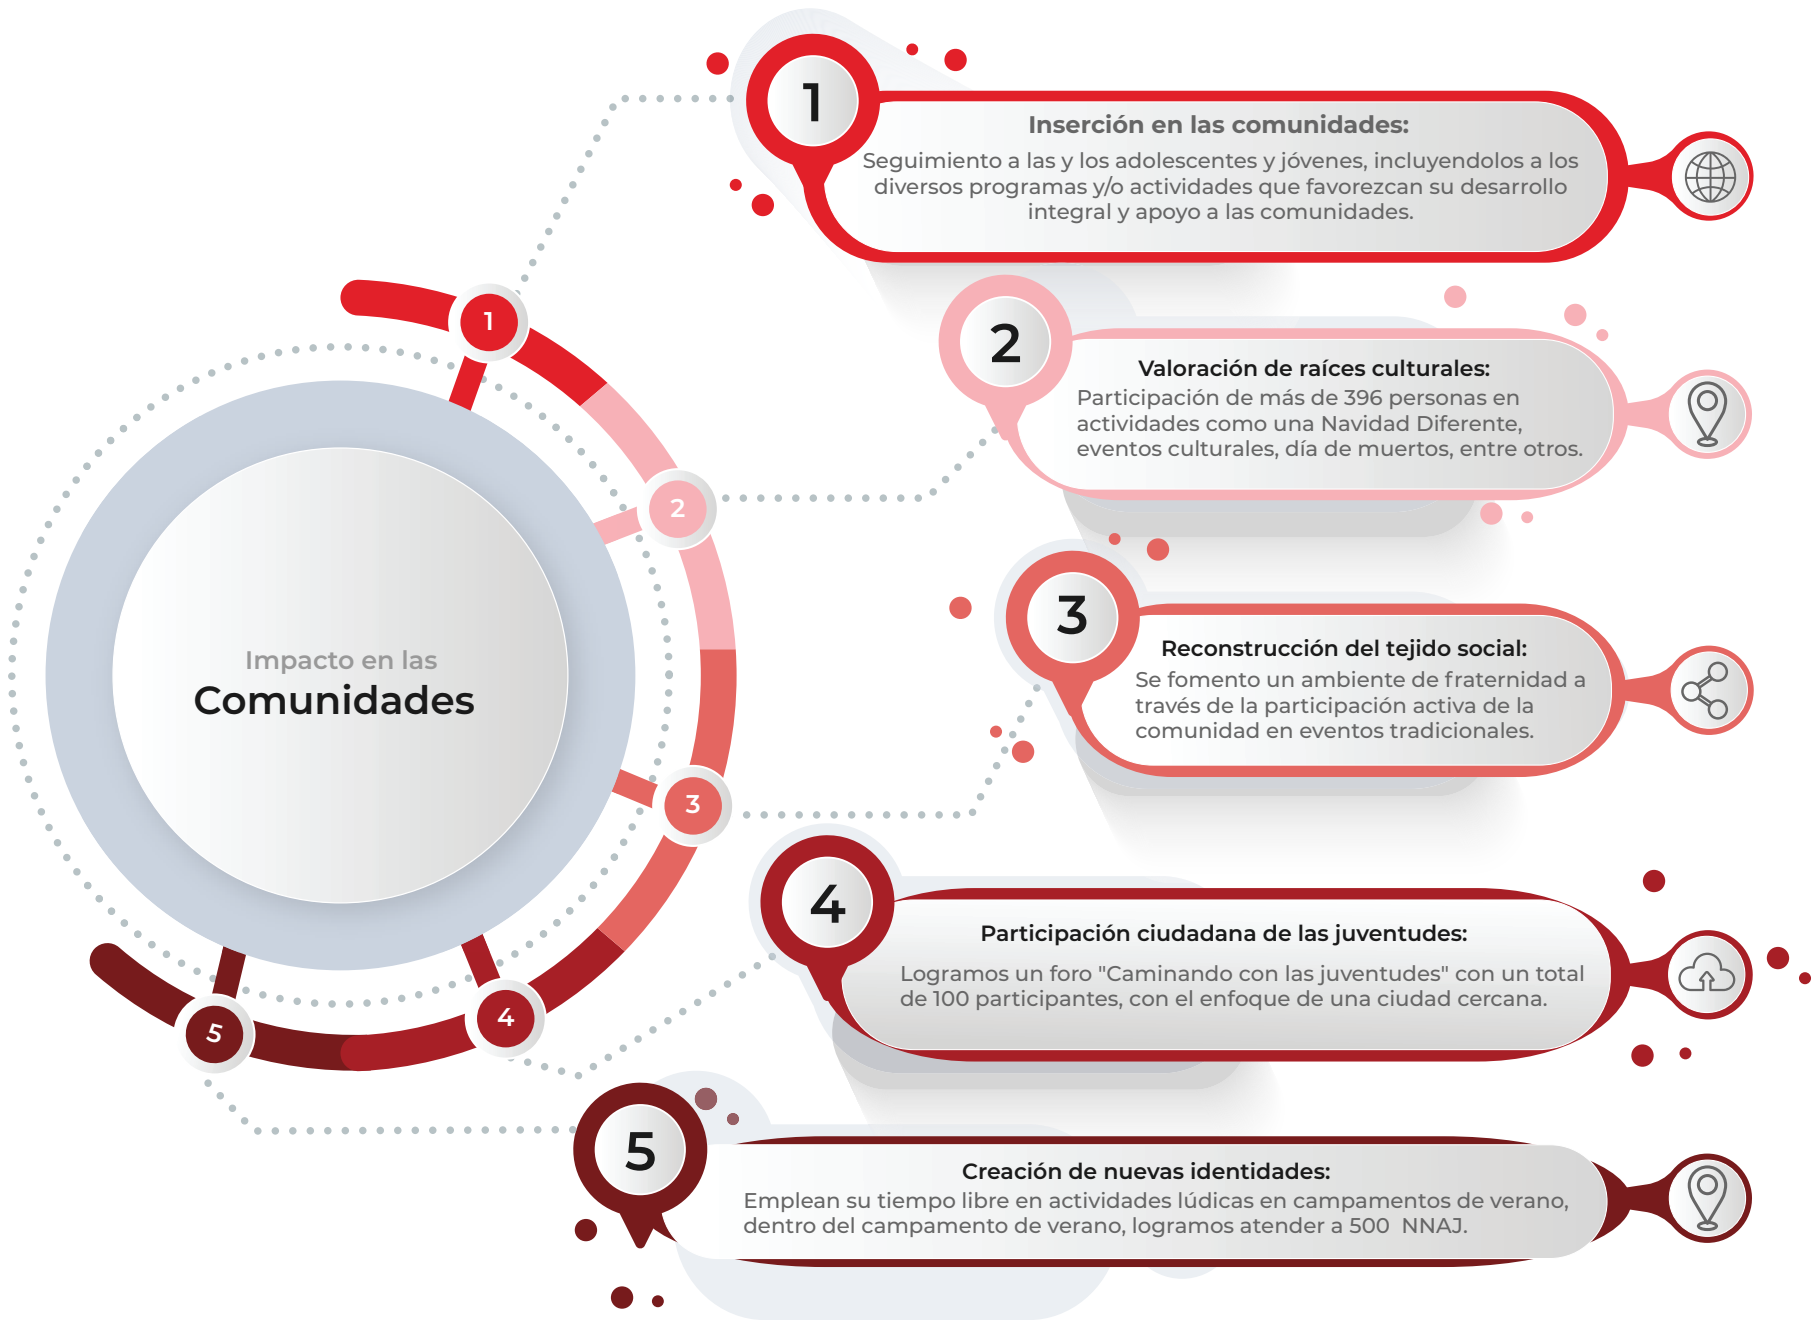 Impacto en las
Comunidades
1
2
3
4
5
1
Inserción en las comunidades:
Seguimiento a las y los adolescentes y jóvenes, incluyendolos a los
diversos programas y/o actividades que favorezcan su desarrollo
integral y apoyo a las comunidades.
2
Valoración de raíces culturales:
Participación de más de 396 personas en
actividades como una Navidad Diferente,
eventos culturales, día de muertos, entre otros.
3
Reconstrucción del tejido social:
Se fomento un ambiente de fraternidad a
través de la participación activa de la
comunidad en eventos tradicionales.
4
Participación ciudadana de las juventudes:
Logramos un foro "Caminando con las juventudes" con un total
de 100 participantes, con el enfoque de una ciudad cercana.
5
Creación de nuevas identidades:
Emplean su tiempo libre en actividades lúdicas en campamentos de verano,
dentro del campamento de verano, logramos atender a 500 NNAJ.